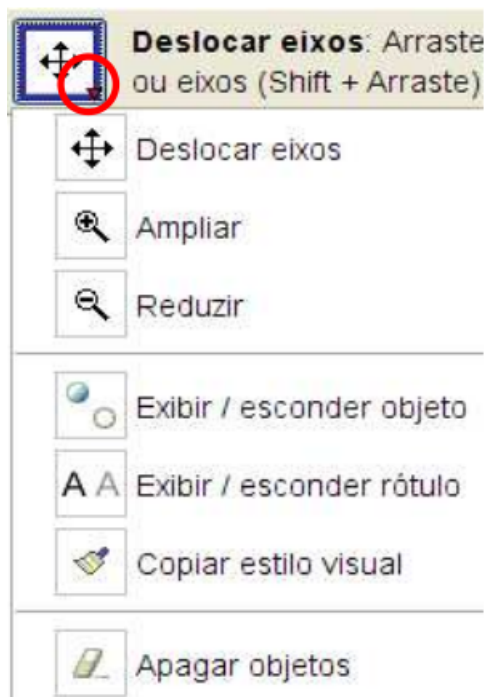 Deslocar eixos: Arraste
ou eixos (Shift + Arraste)
Deslocar eixos
Ampliar
Reduzir
Exibir / esconder objeto
A A Exibir / esconder rótulo
Copiar estilo visual
Apagar objetos